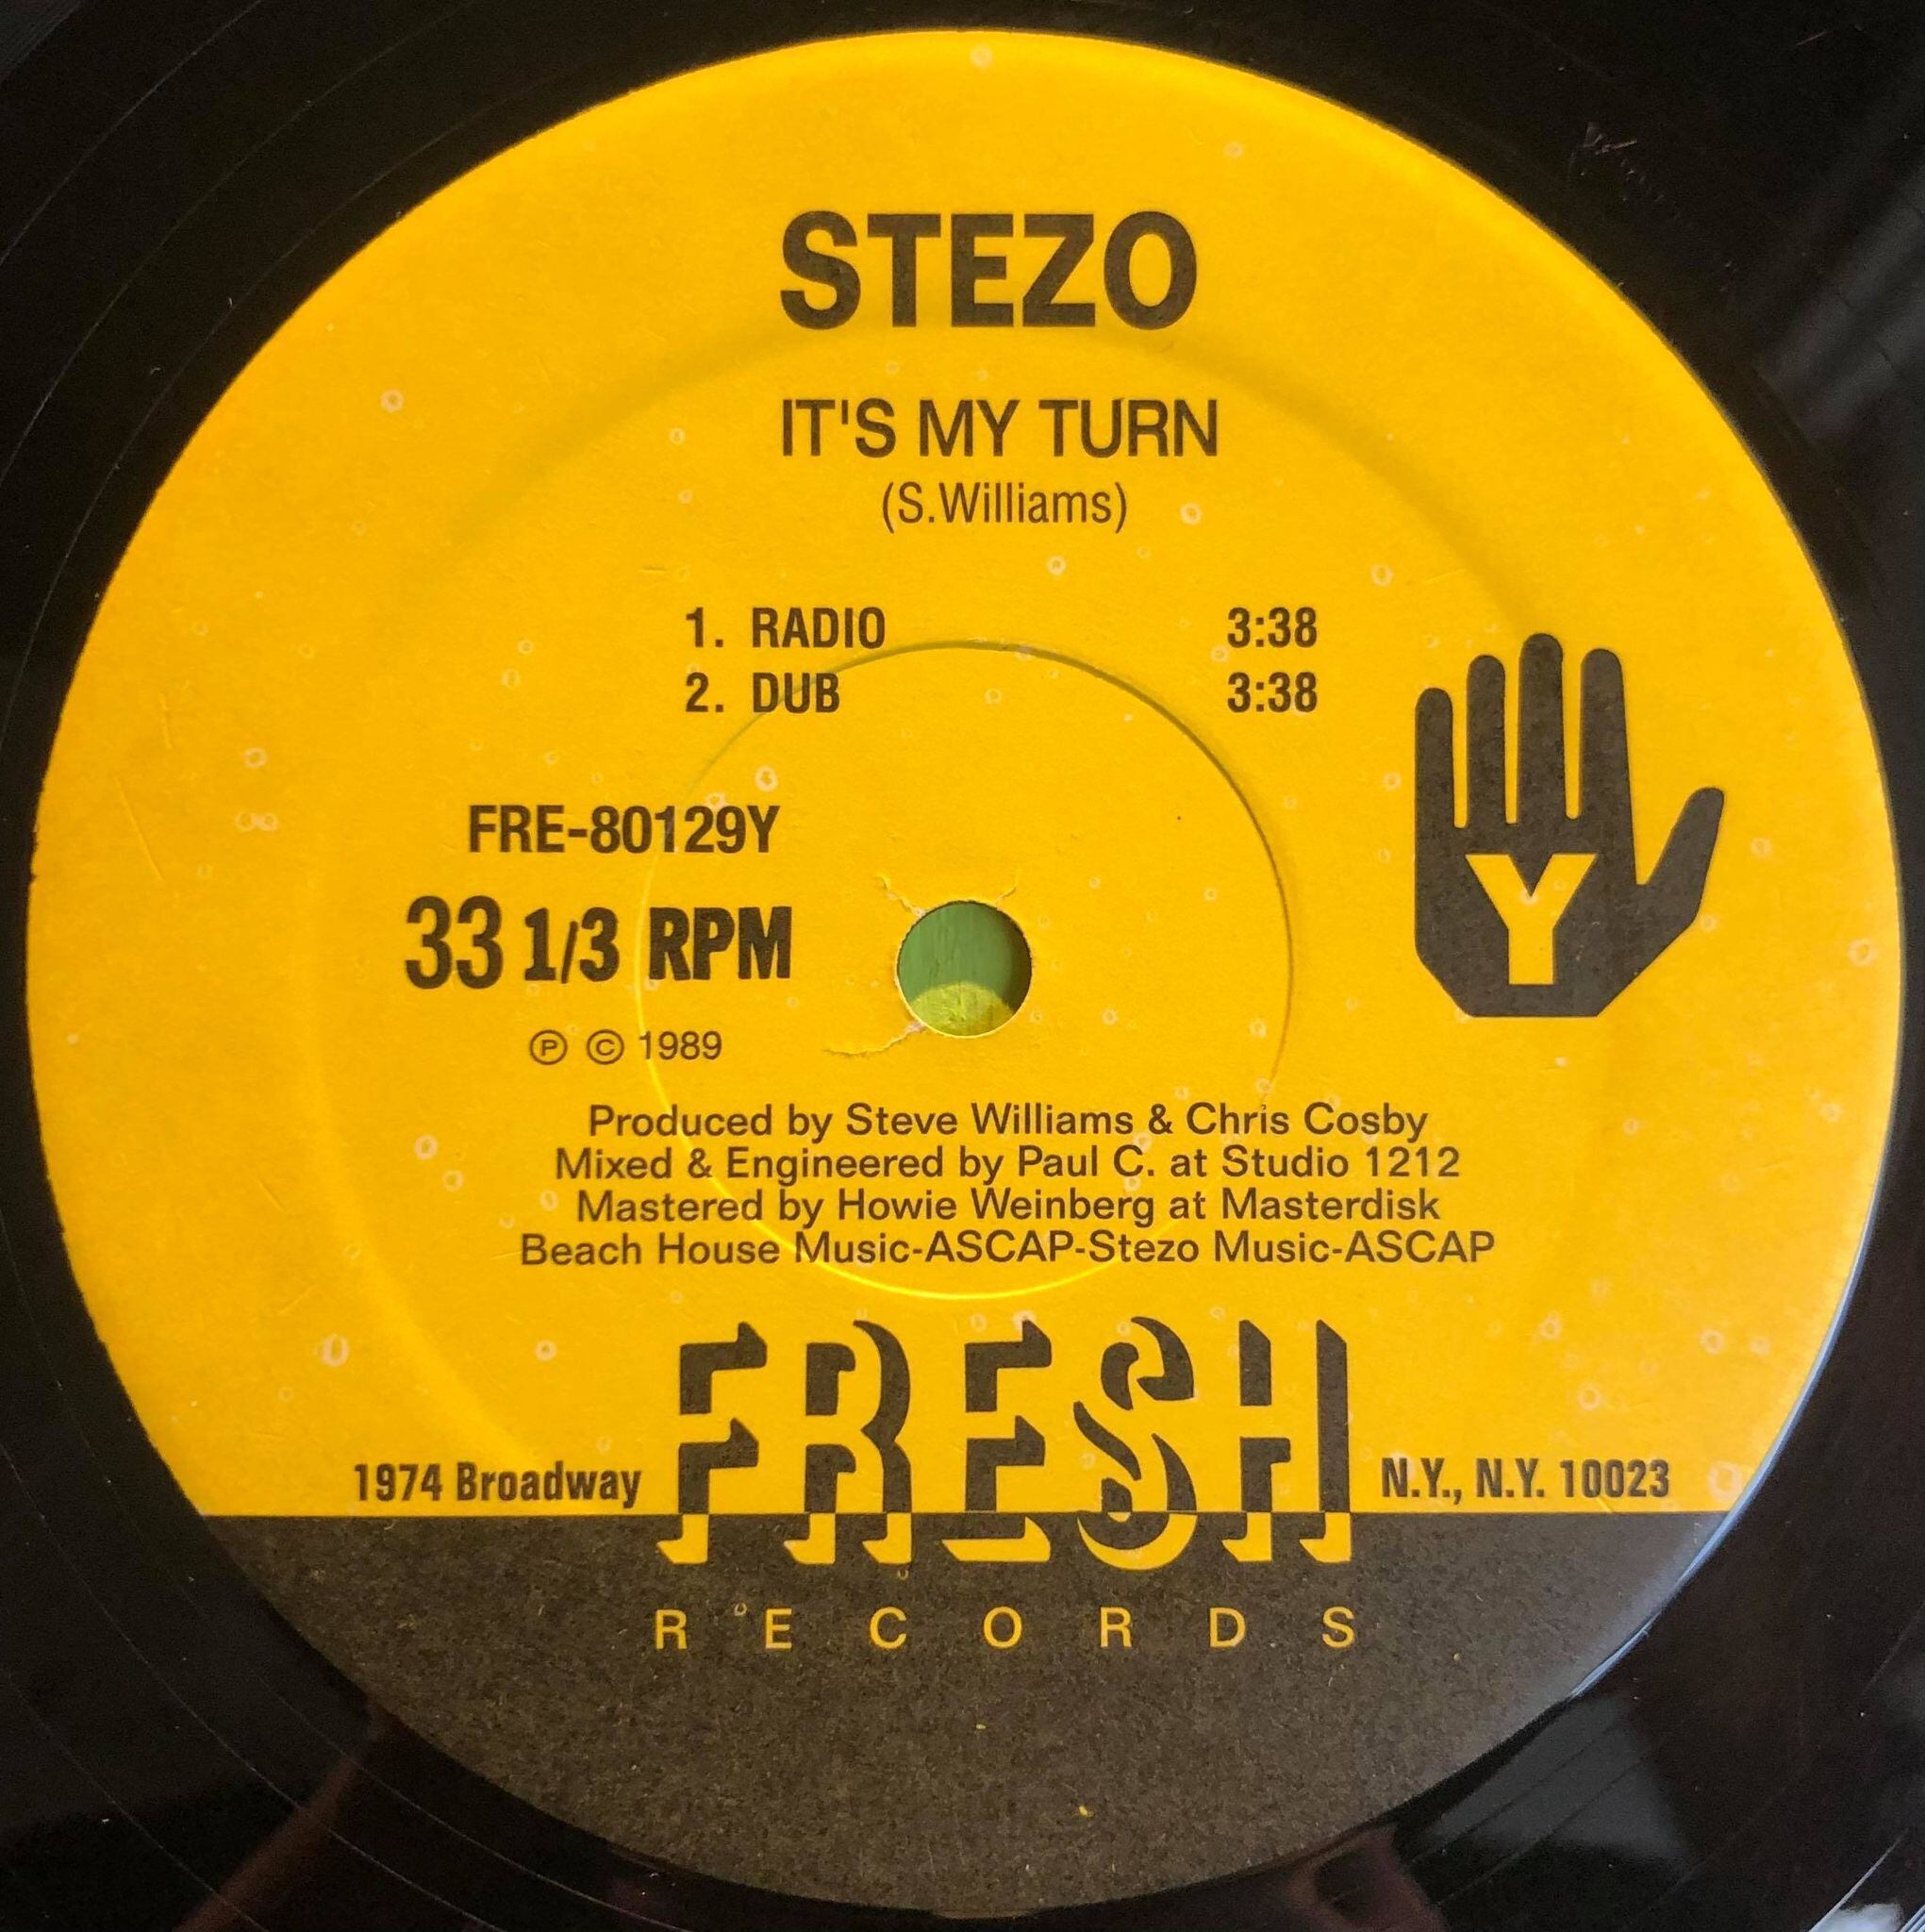 STEZO
IT'S MY TURN
(S.Williams)
1. RADIO 3:38
2. DUB 3:38
FRE-80129Y
33 1/3 RPM
Ⓟ © 1989
Y
Produced by Steve Williams & Chris Cosby
Mixed & Engineered by Paul C. at Studio 1212
Mastered by Howie Weinberg at Masterdisk
Beach House Music-ASCAP-Stezo Music-ASCAP
1974 Broadway FRESH N.Y., N.Y. 10023
RECORDS